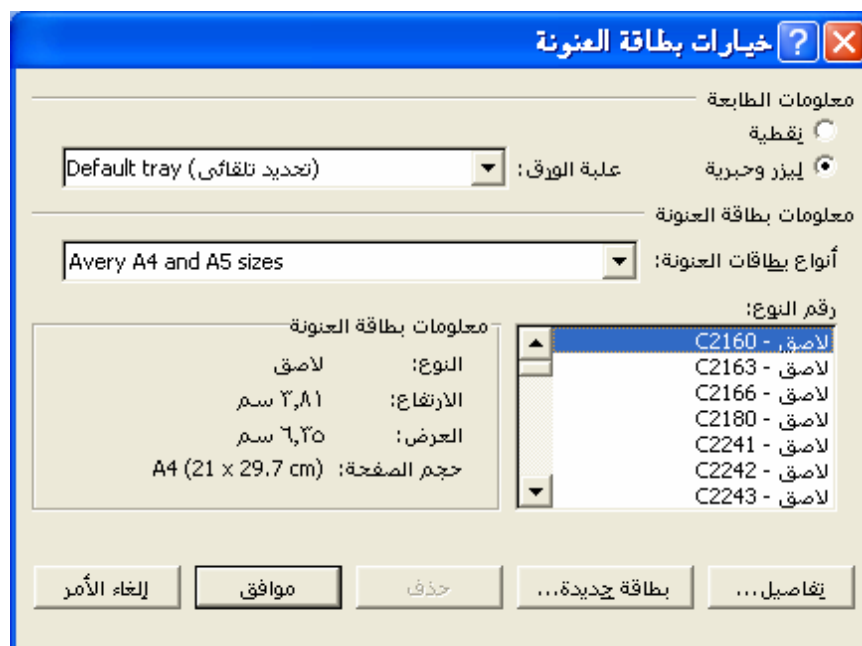 خيارات بطاقة العنونة
معلومات الطابعة
نقطية
ليزر وحبرية
علبة الورق:
Default tray (تحديد تلقائي)
معلومات بطاقة العنونة
أنواع بطاقات العنونة:
Avery A4 and A5 sizes
رقم النوع:
لاصق - C2160
لاصق - C2163
لاصق - C2166
لاصق - C2180
لاصق - C2241
لاصق - C2242
لاصق - C2243
معلومات بطاقة العنونة
النوع: لاصق
الارتفاع: ٣,٨١ سم
العرض: ٦,٣٥ سم
حجم الصفحة: A4 (21 x 29.7 cm)
تفاصيل...
بطاقة جديدة...
حذف
موافق
إلغاء الأمر